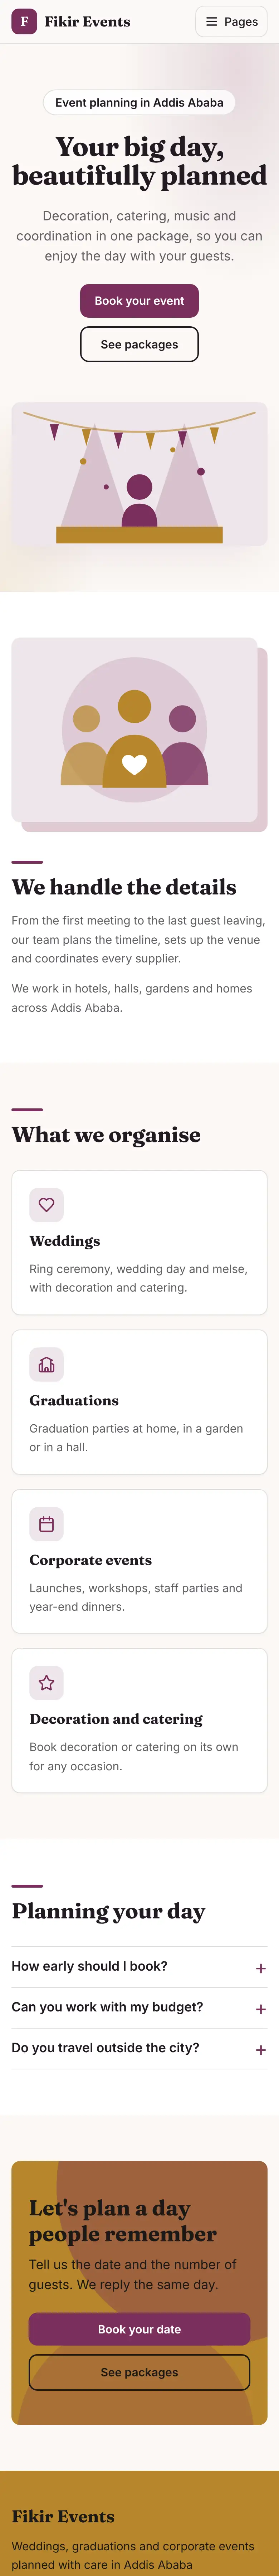 F
Fikir Events
Pages
Event planning in Addis Ababa
Your big day,
beautifully planned
Decoration, catering, music and
coordination in one package, so you can
enjoy the day with your guests.
Book your event
See packages
We handle the details
From the first meeting to the last guest leaving,
our team plans the timeline, sets up the venue
and coordinates every supplier.
We work in hotels, halls, gardens and homes
across Addis Ababa.
What we organise
Weddings
Ring ceremony, wedding day and melse,
with decoration and catering.
Graduations
Graduation parties at home, in a garden
or in a hall.
Corporate events
Launches, workshops, staff parties and
year-end dinners.
Decoration and catering
Book decoration or catering on its own
for any occasion.
Planning your day
How early should I book?
Can you work with my budget?
Do you travel outside the city?
Let's plan a day
people remember
Tell us the date and the number of
guests. We reply the same day.
Book your date
See packages
Fikir Events
Weddings, graduations and corporate events
planned with care in Addis Ababa